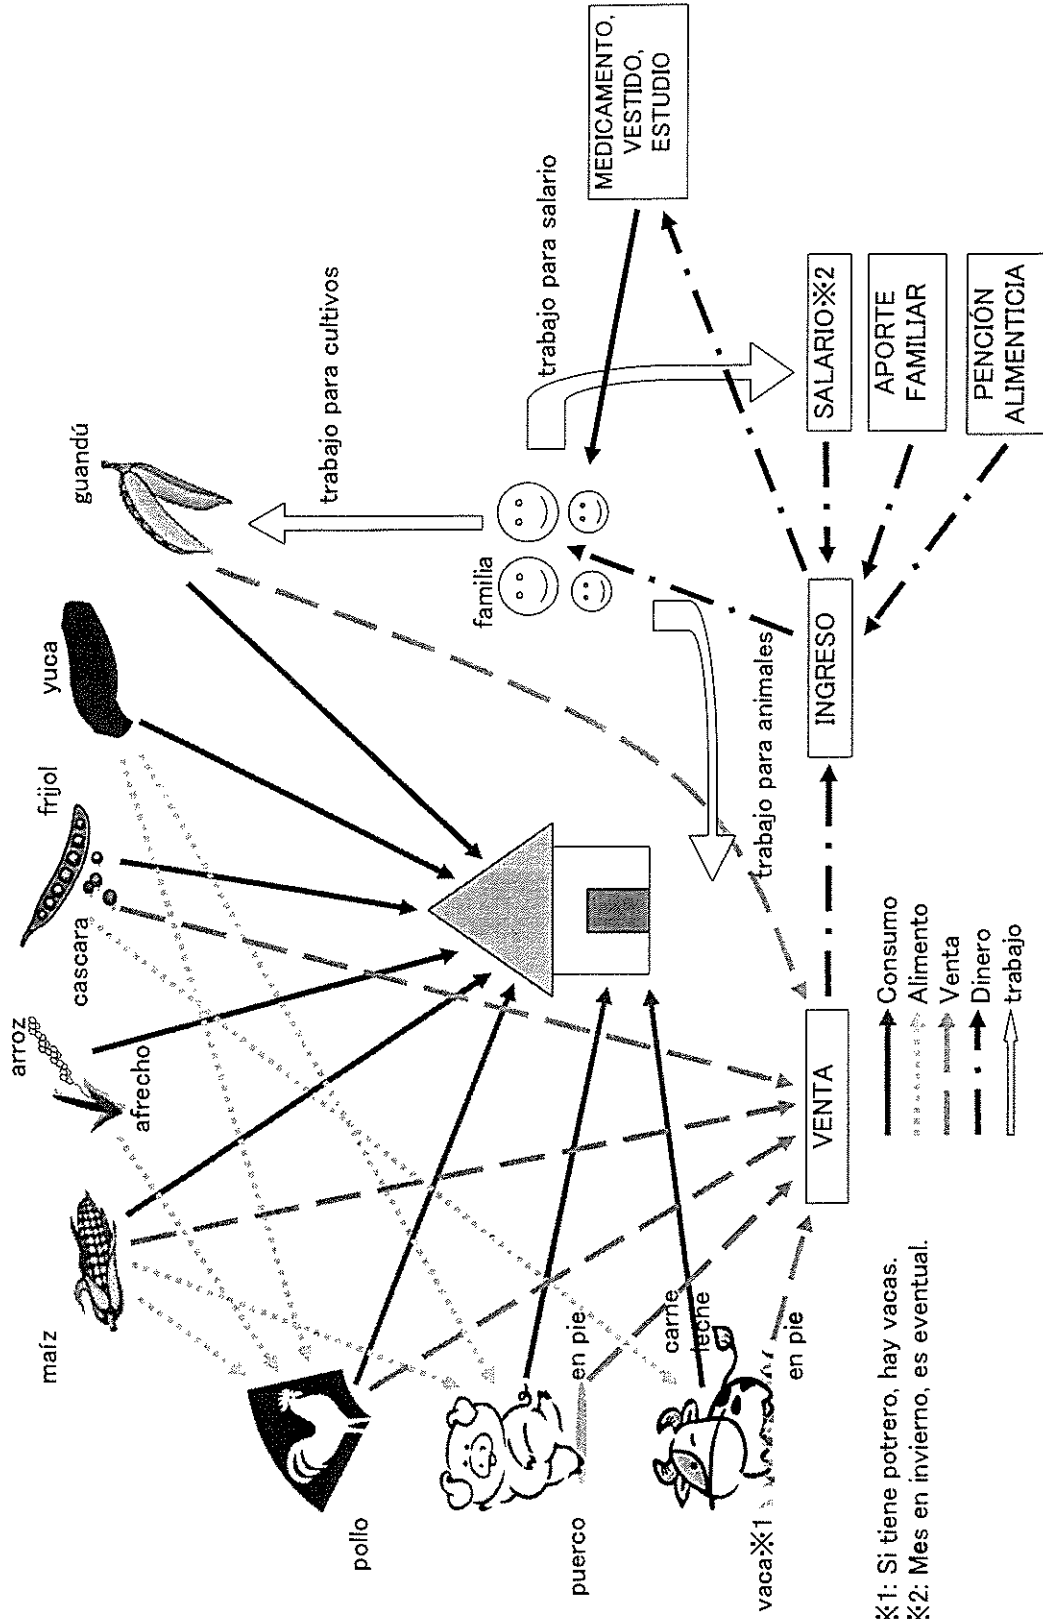 maíz
arroz
afrecho
cascara
frijol
yuca
guandú
pollo
puerco
en pie
vaca※1
carne
leche
en pie
familia
trabajo para cultivos
trabajo para salario
trabajo para animales
MEDICAMENTO,
VESTIDO,
ESTUDIO
VENTA
INGRESO
SALARIO※2
APORTE
FAMILIAR
PENCIÓN
ALIMENTICIA
Consumo
Alimento
Venta
Dinero
trabajo
※1: Si tiene potrero, hay vacas.
※2: Mes en invierno, es eventual.